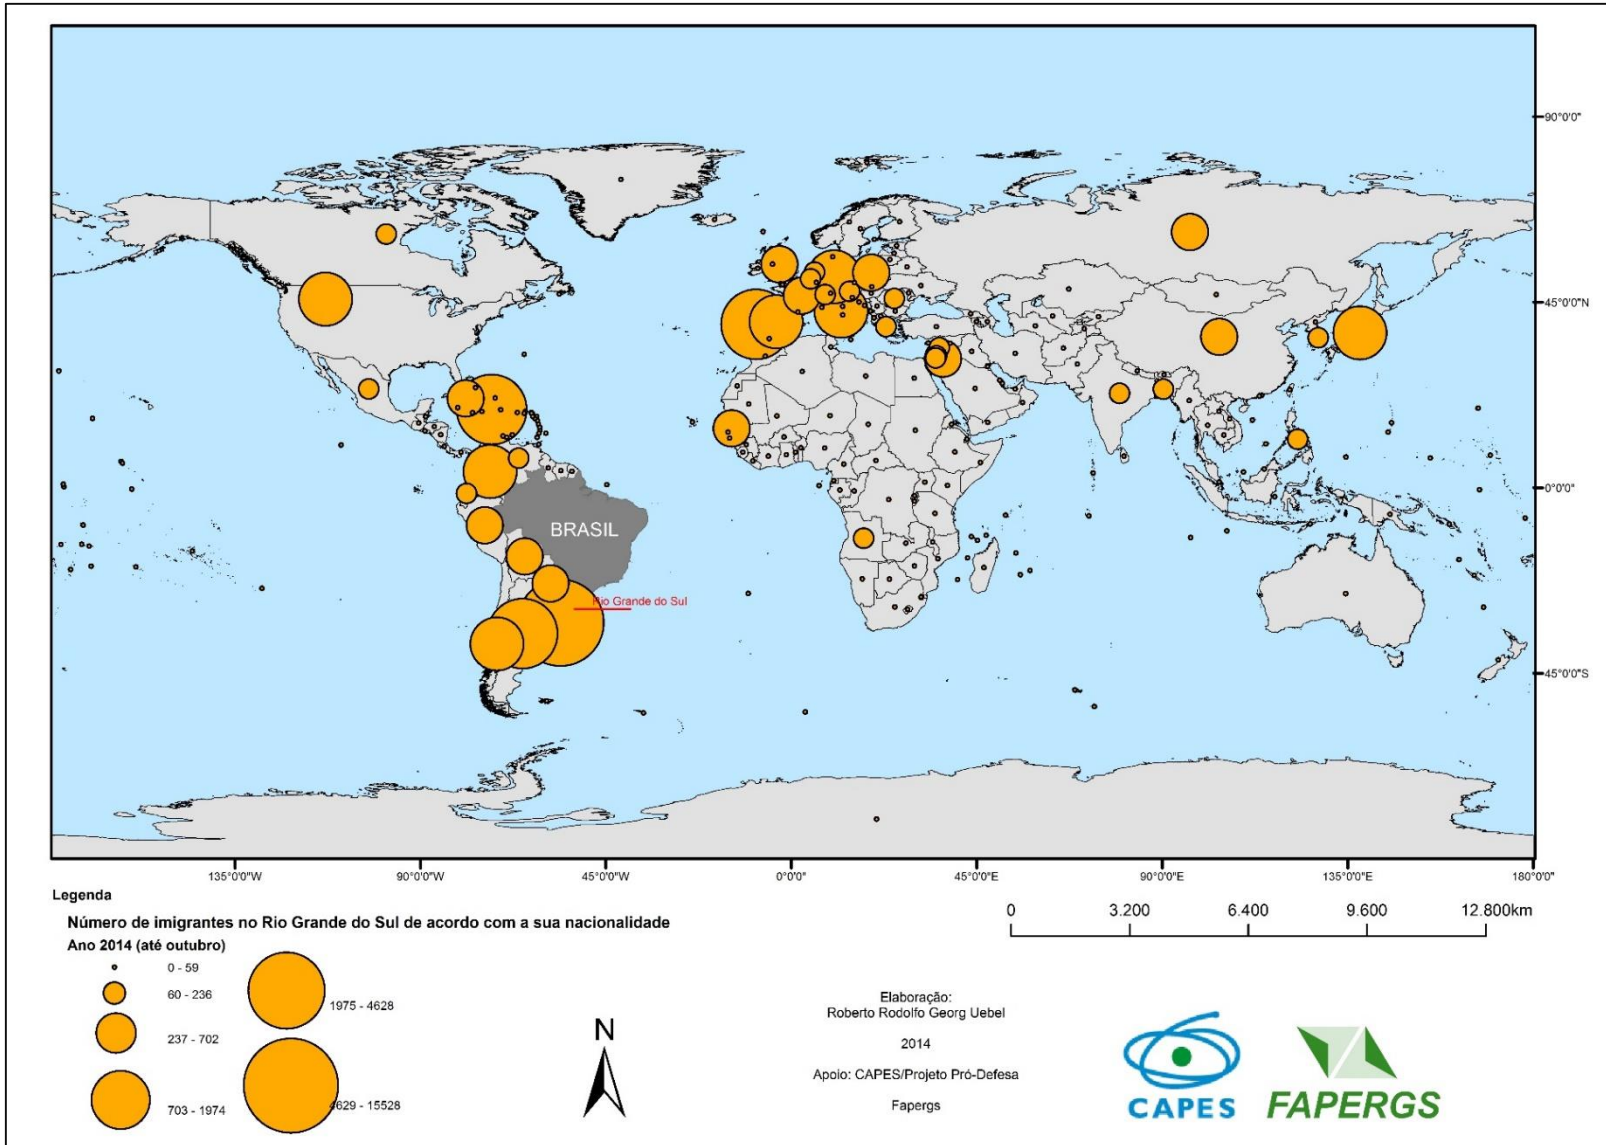 90°0'0"
45°0'0"N
BRASIL
0°0'0"
Rio Grande do Sul
45°0'0"S
135°0'0"W
90°0'0"W
45°0'0"W
0°0'0"
45°0'0"E
90°0'0"E
135°0'0"E
180°0'0"
Legenda
Número de imigrantes no Rio Grande do Sul de acordo com a sua nacionalidade
Ano 2014 (até outubro)
0 - 59
60 - 236
237 - 702
703 - 1974
1975 - 4628
4629 - 15528
N
0
3.200
6.400
9.600
12.800km
Elaboração:
Roberto Rodolfo Georg Uebel
2014
Apoio: CAPES/Projeto Pró-Defesa
Fapergs
CAPES
FAPERGS